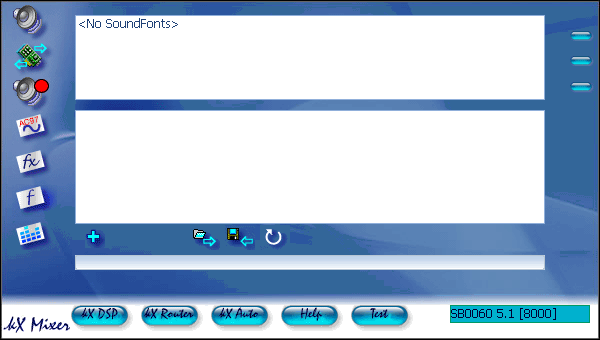 <No SoundFonts>
AC97
fx
f
kX Mixer
kX DSP
kX Router
kX Auto
Help
Test
SB0060 5.1 [8000]